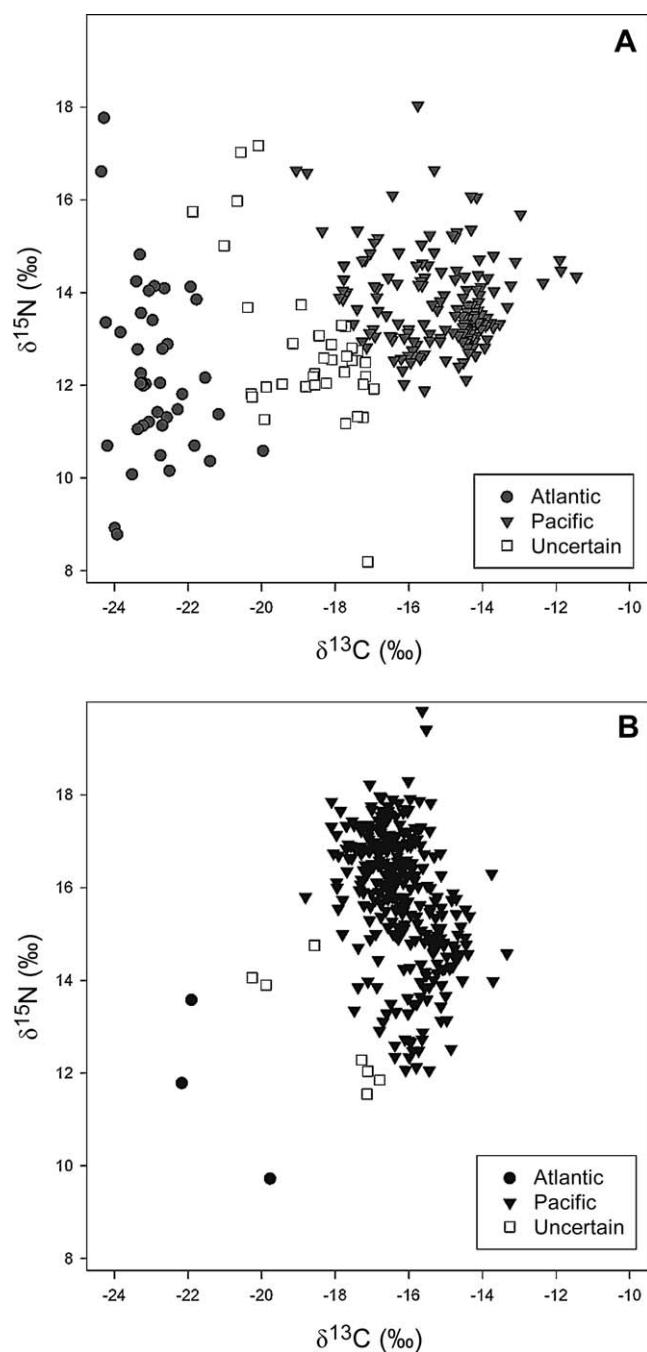 A
18
16
14
12
10
8
δ15N (‰)
Atlantic
Pacific
Uncertain
-24 -22 -20 -18 -16 -14 -12 -10
δ13C (‰)
B
18
16
14
12
10
8
δ15N (‰)
Atlantic
Pacific
Uncertain
-24 -22 -20 -18 -16 -14 -12 -10
δ13C (‰)